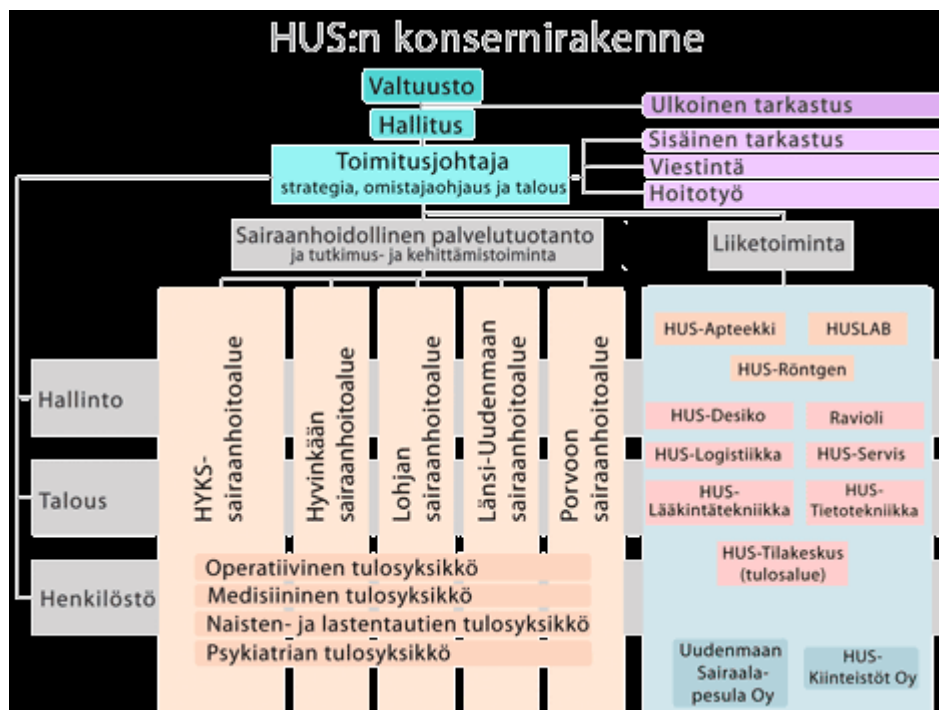 HUS:n konsernirakenne
Valtuusto
Hallitus
Toimitusjohtaja
strategia, omistajaohjaus ja talous
Ulkoinen tarkastus
Sisäinen tarkastus
Viestintä
Hoitotyö
Sairaanhoidollinen palvelutuotanto
ja tutkimus- ja kehittämistoiminta
Liiketoiminta
Hallinto
Talous
Henkilöstö
HYKS-
sairaanhoitoalue
Hyvinkään
sairaanhoitoalue
Lohjan
sairaanhoitoalue
Länsi-Uudenmaan
sairaanhoitoalue
Porvoon
sairaanhoitoalue
Operatiivinen tulosyksikkö
Medisiininen tulosyksikkö
Naisten- ja lastentautien tulosyksikkö
Psykiatrian tulosyksikkö
HUS-Apteekki
HUSLAB
HUS-Röntgen
HUS-Desiko
Ravioli
HUS-Logistiikka
HUS-Servis
HUS-
Lääkintätekniikka
HUS-
Tietotekniikka
HUS-Tilakeskus
(tulosalue)
Uudenmaan
Sairaala-
pesula Oy
HUS-
Kiinteistöt Oy